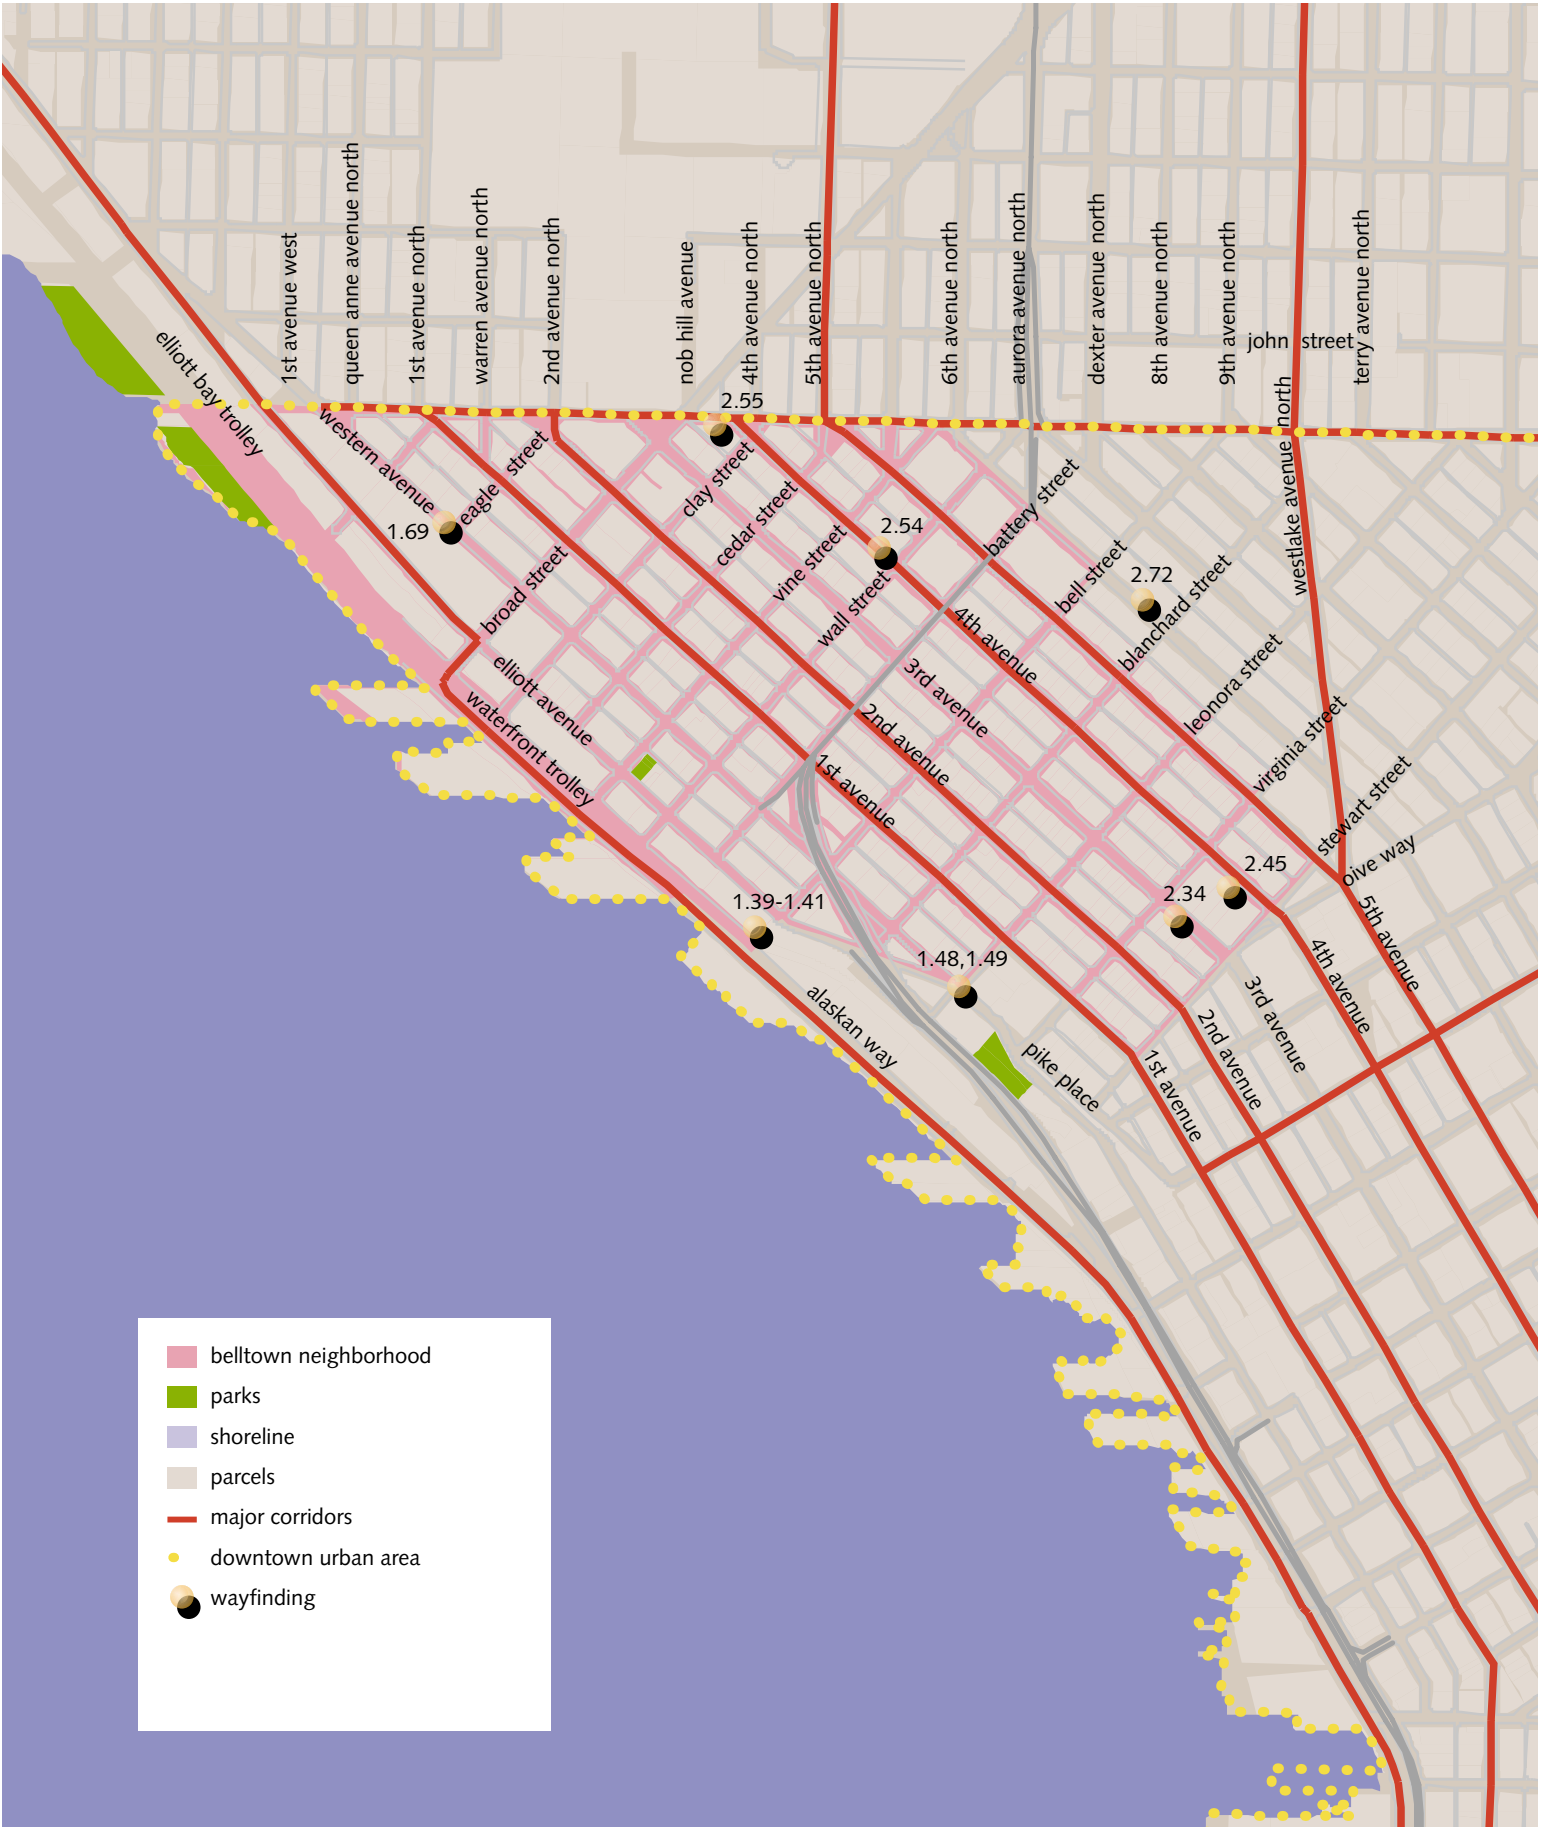 1st avenue west
queen anne avenue north
1st avenue north
warren avenue north
2nd avenue north
nob hill avenue
4th avenue north
5th avenue north
6th avenue north
aurora avenue north
dexter avenue north
8th avenue north
9th avenue north
john street
terry avenue north
westlake avenue north
elliott bay trolley
western avenue
eagle street
1.69
2.55
clay street
cedar street
vine street
2.54
wall street
battery street
bell street
2.72
blanchard street
leonora street
virginia street
stewart street
oive way
broad street
elliott avenue
waterfront trolley
4th avenue
3rd avenue
2nd avenue
1st avenue
2.45
2.34
1.39-1.41
1.48,1.49
alaskan way
pike place
5th avenue
4th avenue
3rd avenue
2nd avenue
1st avenue
belltown neighborhood
parks
shoreline
parcels
major corridors
downtown urban area
wayfinding